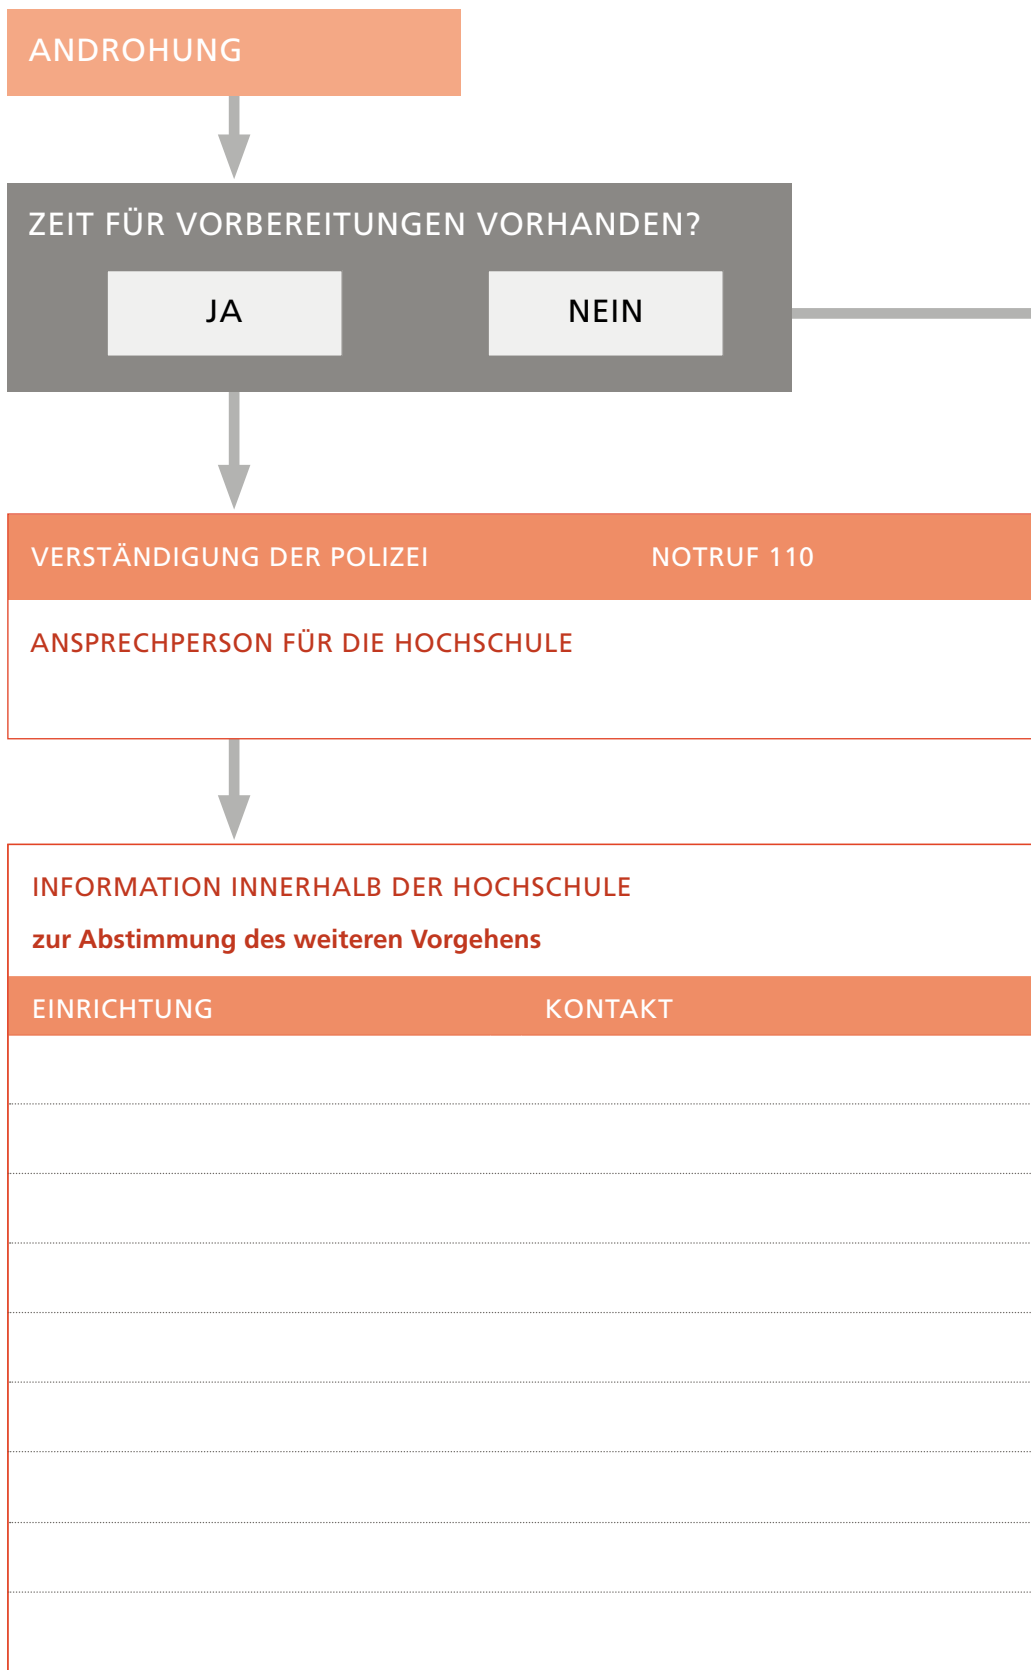 ANDROHUNG
ZEIT FÜR VORBEREITUNGEN VORHANDEN?
JA NEIN
VERSTÄNDIGUNG DER POLIZEI NOTRUF 110
ANSPRECHPERSON FÜR DIE HOCHSCHULE
INFORMATION INNERHALB DER HOCHSCHULE
zur Abstimmung des weiteren Vorgehens
EINRICHTUNG KONTAKT